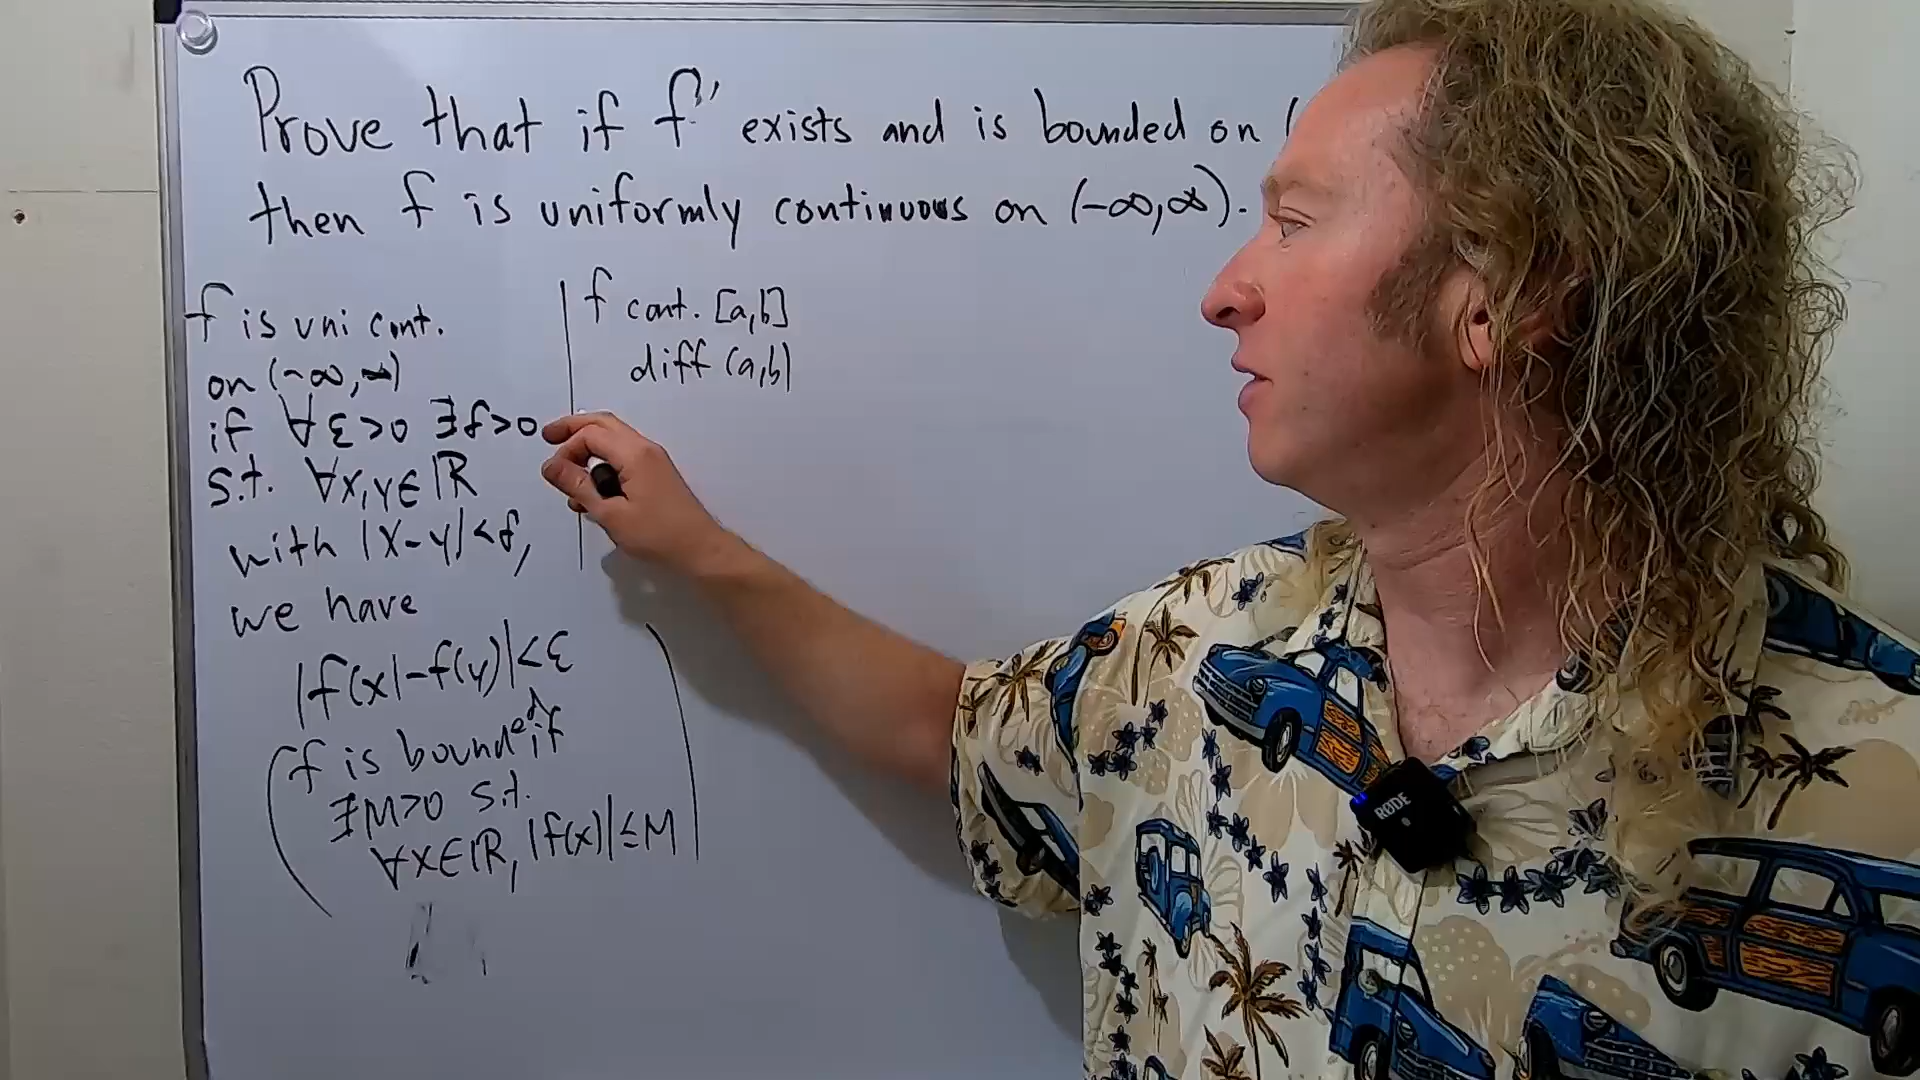 Prove that if f' exists and is bounded on (
then f is uniformly continuous on (-∞,∞).
f is uni cont.
on (-∞,∞)
if ∀ε>0 ∃δ>0
s.t. ∀x,y∈ℝ
with |x-y|<δ,
we have
|f(x)-f(y)|<ε
(f is bounded if
∃M>0 s.t.
∀x∈ℝ, |f(x)|≤M)
f cont. [a,b]
diff (a,b)
RØDE